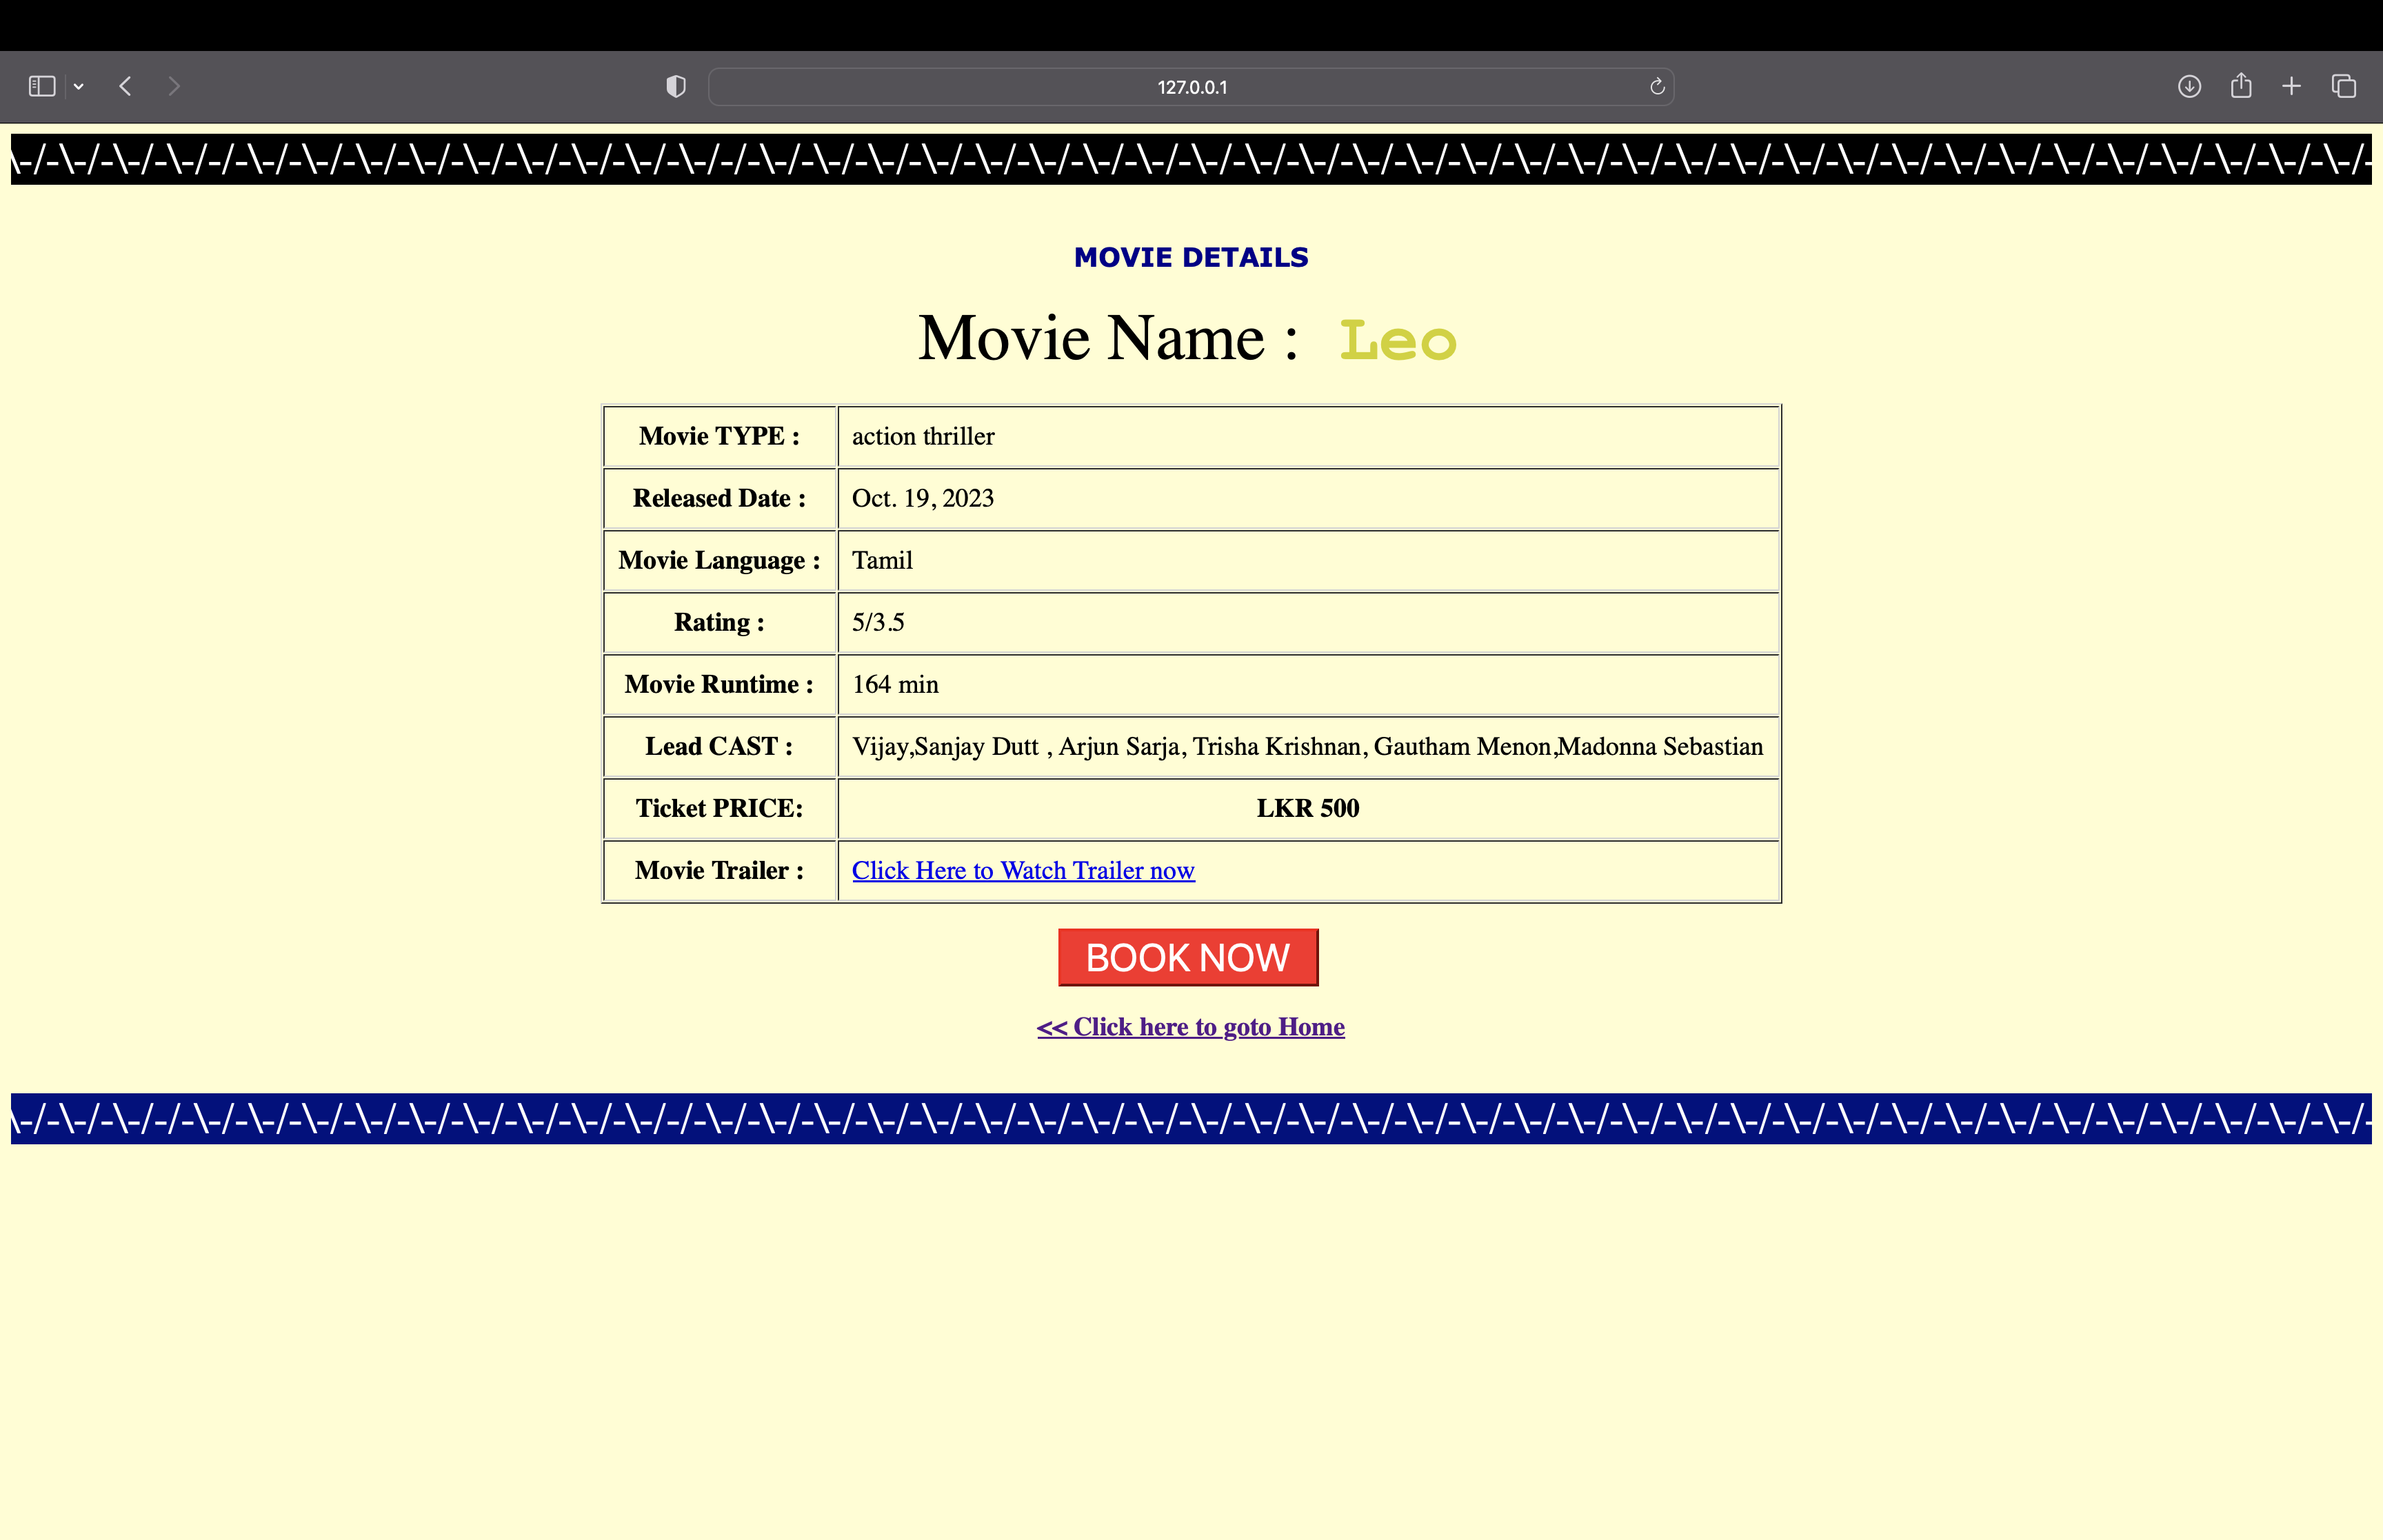 127.0.0.1
\-/-\-/-\-/-\-/-/-\-/-\-/-\-/-\-/-\-/-\-/-\-/-\-/-/-\-/-\-/-\-/-\-/-\-/-\-/-\-/-\-/-\-/-\-/-\-/-\-/-\-/-\-/-\-/-\-/-\-/-\-/-\-/-\-/-\-/-\-/-\-/-
MOVIE DETAILS
Movie Name : Leo
Movie TYPE : action thriller
Released Date : Oct. 19, 2023
Movie Language : Tamil
Rating : 5/3.5
Movie Runtime : 164 min
Lead CAST : Vijay,Sanjay Dutt , Arjun Sarja, Trisha Krishnan, Gautham Menon,Madonna Sebastian
Ticket PRICE: LKR 500
Movie Trailer : Click Here to Watch Trailer now
BOOK NOW
<< Click here to goto Home
\-/-\-/-\-/-/-\-/-\-/-\-/-\-/-\-/-\-/-\-/-\-/-/-\-/-\-/-\-/-\-/-\-/-\-/-\-/-\-/-\-/-\-/-\-/-\-/-\-/-\-/-\-/-\-/-\-/-\-/-\-/-\-/-\-/-\-/-\-/-\-/-